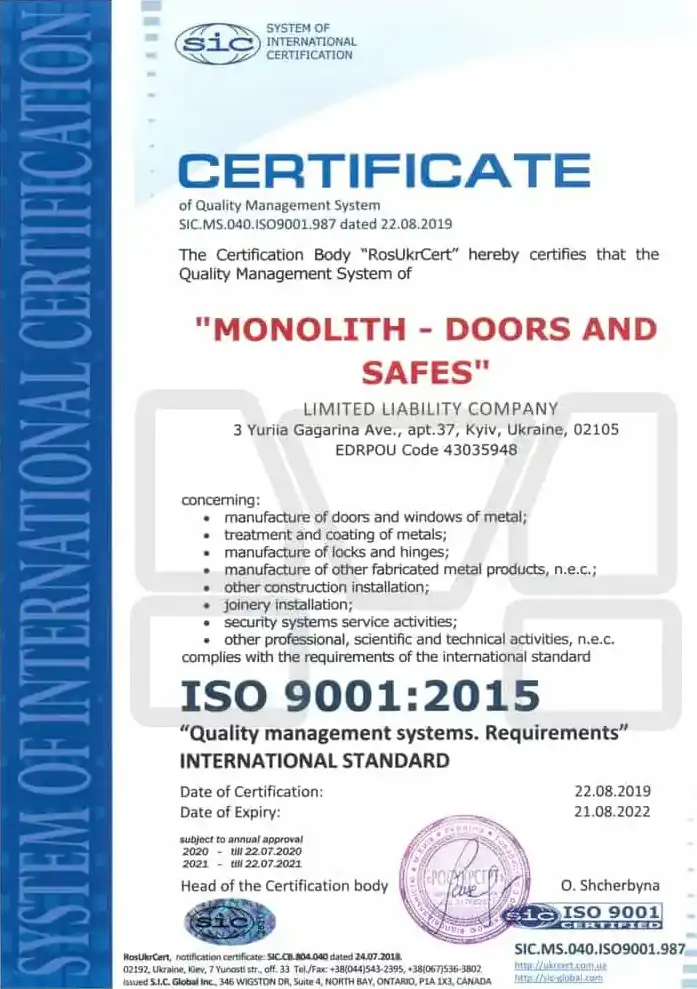 SYSTEM OF INTERNATIONAL CERTIFICATION
sic
SYSTEM OF
INTERNATIONAL
CERTIFICATION
CERTIFICATE
of Quality Management System
SIC.MS.040.ISO9001.987 dated 22.08.2019
The Certification Body "RosUkrCert" hereby certifies that the
Quality Management System of
"MONOLITH - DOORS AND
SAFES"
LIMITED LIABILITY COMPANY
3 Yuriia Gagarina Ave., apt.37, Kyiv, Ukraine, 02105
EDRPOU Code 43035948
concerning:
• manufacture of doors and windows of metal;
• treatment and coating of metals;
• manufacture of locks and hinges;
• manufacture of other fabricated metal products, n.e.c.;
• other construction installation;
• joinery installation;
• security systems service activities;
• other professional, scientific and technical activities, n.e.c.
complies with the requirements of the international standard
ISO 9001:2015
“Quality management systems. Requirements”
INTERNATIONAL STANDARD
Date of Certification: 22.08.2019
Date of Expiry: 21.08.2022
subject to annual approval
2020 - till 22.07.2020
2021 - till 22.07.2021
Head of the Certification body O. Shcherbyna
sic
sic ISO 9001
CERTIFIED
SIC.MS.040.ISO9001.987
RosUkrCert, notification certificate: SIC.CB.804.040 dated 24.07.2018.
02192, Ukraine, Kiev, 7 Yunosti str., off. 33 Tel./Fax: +38(044)543-2395, +38(067)536-3802
issued S.I.C. Global Inc., 346 WIGSTON DR, Suite 4, NORTH BAY, ONTARIO, P1A 1X3, CANADA
http://ukrcert.com.ua
http://sic-global.com